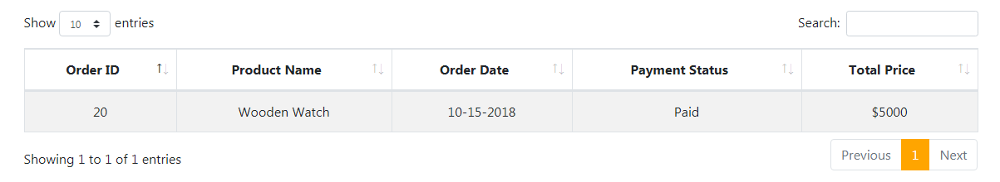 Show 10 entries Search:
Order ID Product Name Order Date Payment Status Total Price
20 Wooden Watch 10-15-2018 Paid $5000
Showing 1 to 1 of 1 entries Previous 1 Next